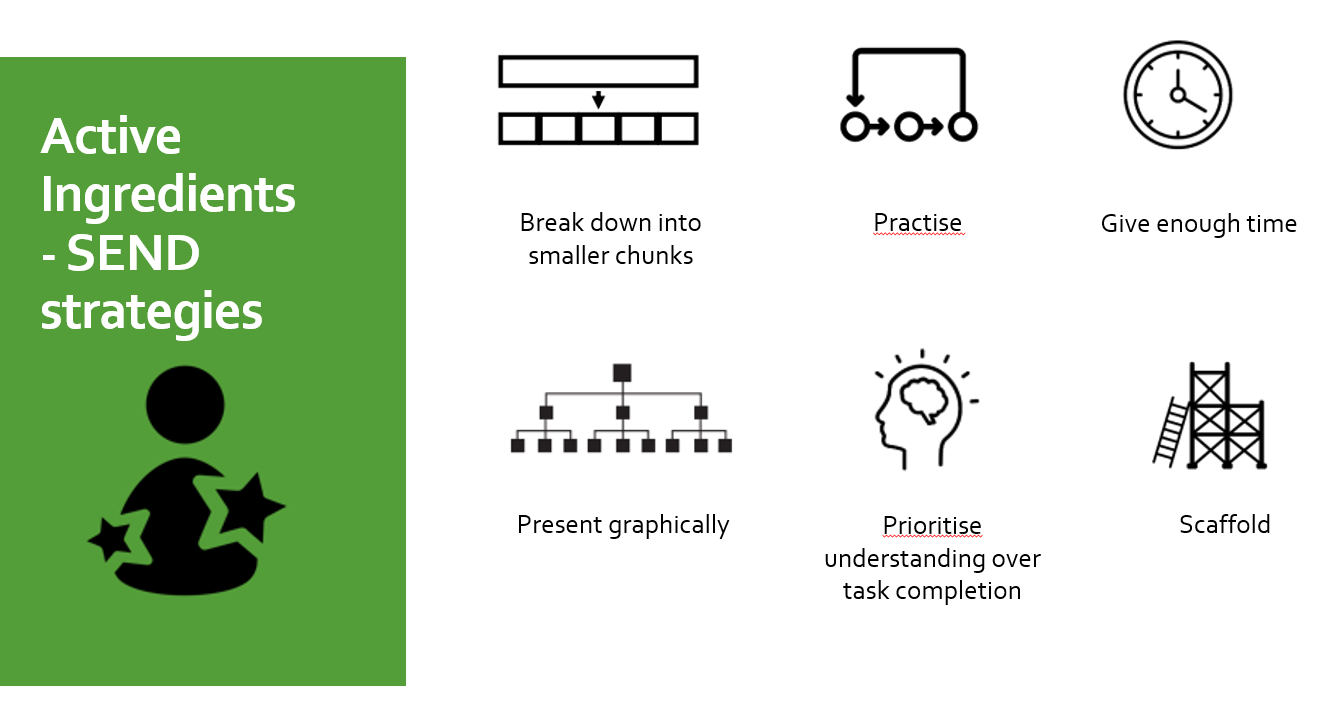 Active
Ingredients
- SEND
strategies
Break down into
smaller chunks
Practise
Give enough time
Present graphically
Prioritise
understanding over
task completion
Scaffold